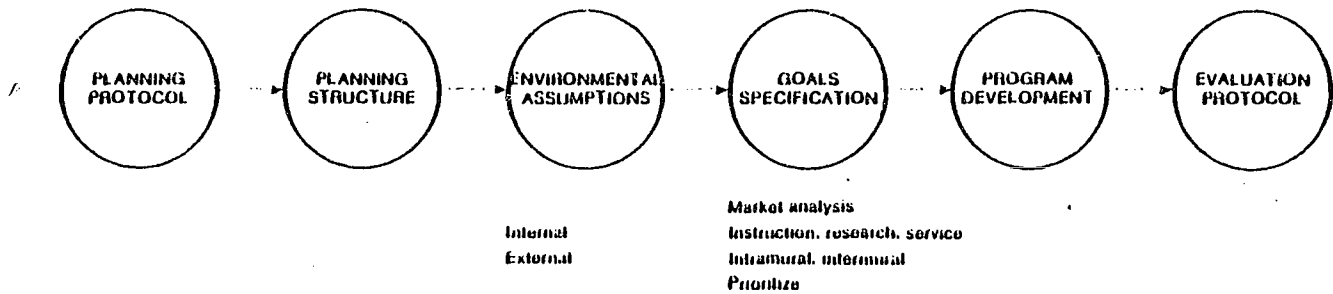 PLANNING
PROTOCOL
PLANNING
STRUCTURE
ENVIRONMENTAL
ASSUMPTIONS
GOALS
SPECIFICATION
PROGRAM
DEVELOPMENT
EVALUATION
PROTOCOL
Internal
External
Market analysis
Instruction, research, service
Intramural, intermural
Prioritize